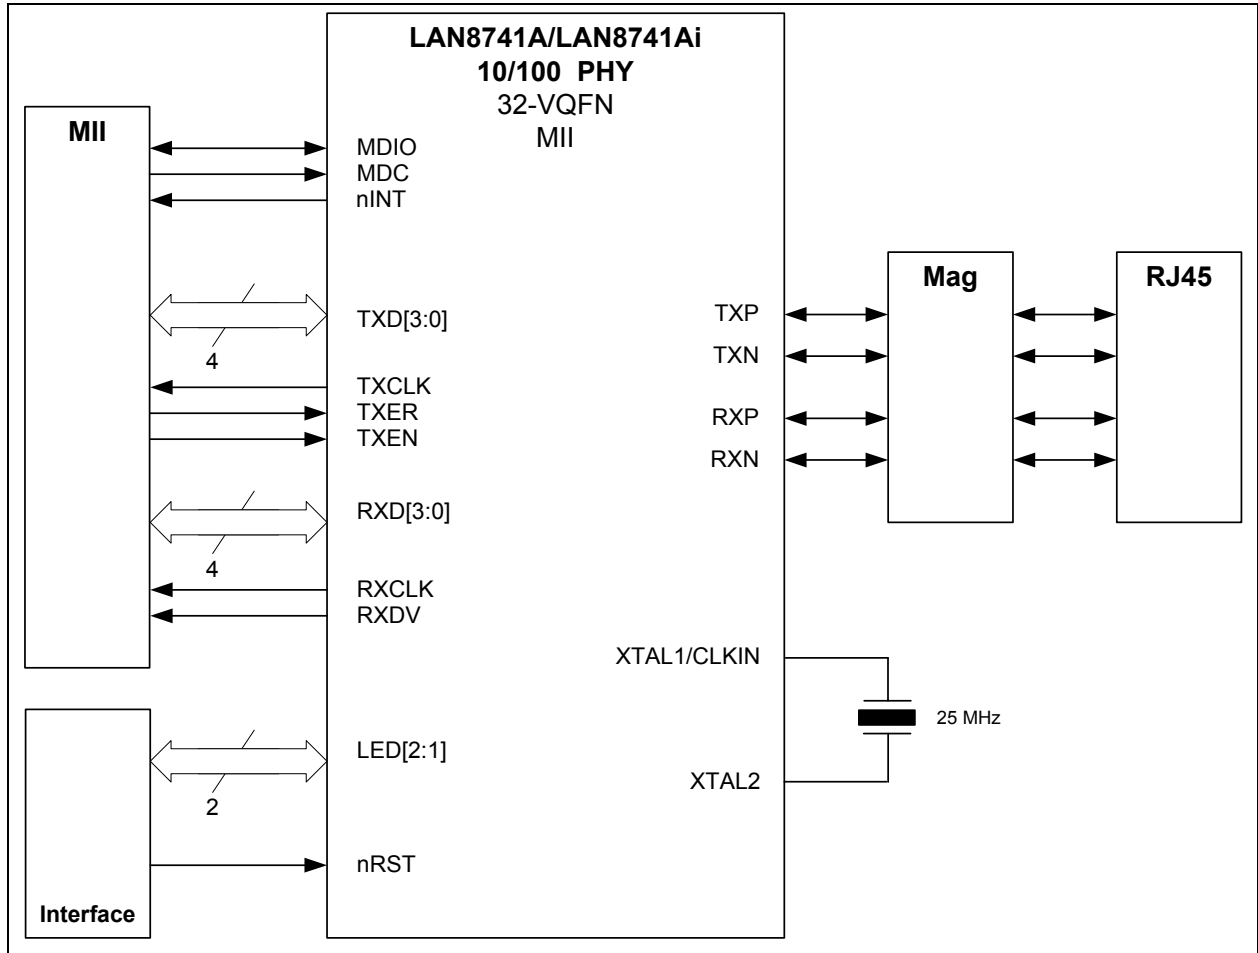 LAN8741A/LAN8741Ai
10/100 PHY
32-VQFN
MII
MII
MDIO
MDC
nINT
TXD[3:0]
4
TXCLK
TXER
TXEN
RXD[3:0]
4
RXCLK
RXDV
TXP
TXN
RXP
RXN
Mag
RJ45
XTAL1/CLKIN
25 MHz
XTAL2
LED[2:1]
2
nRST
Interface